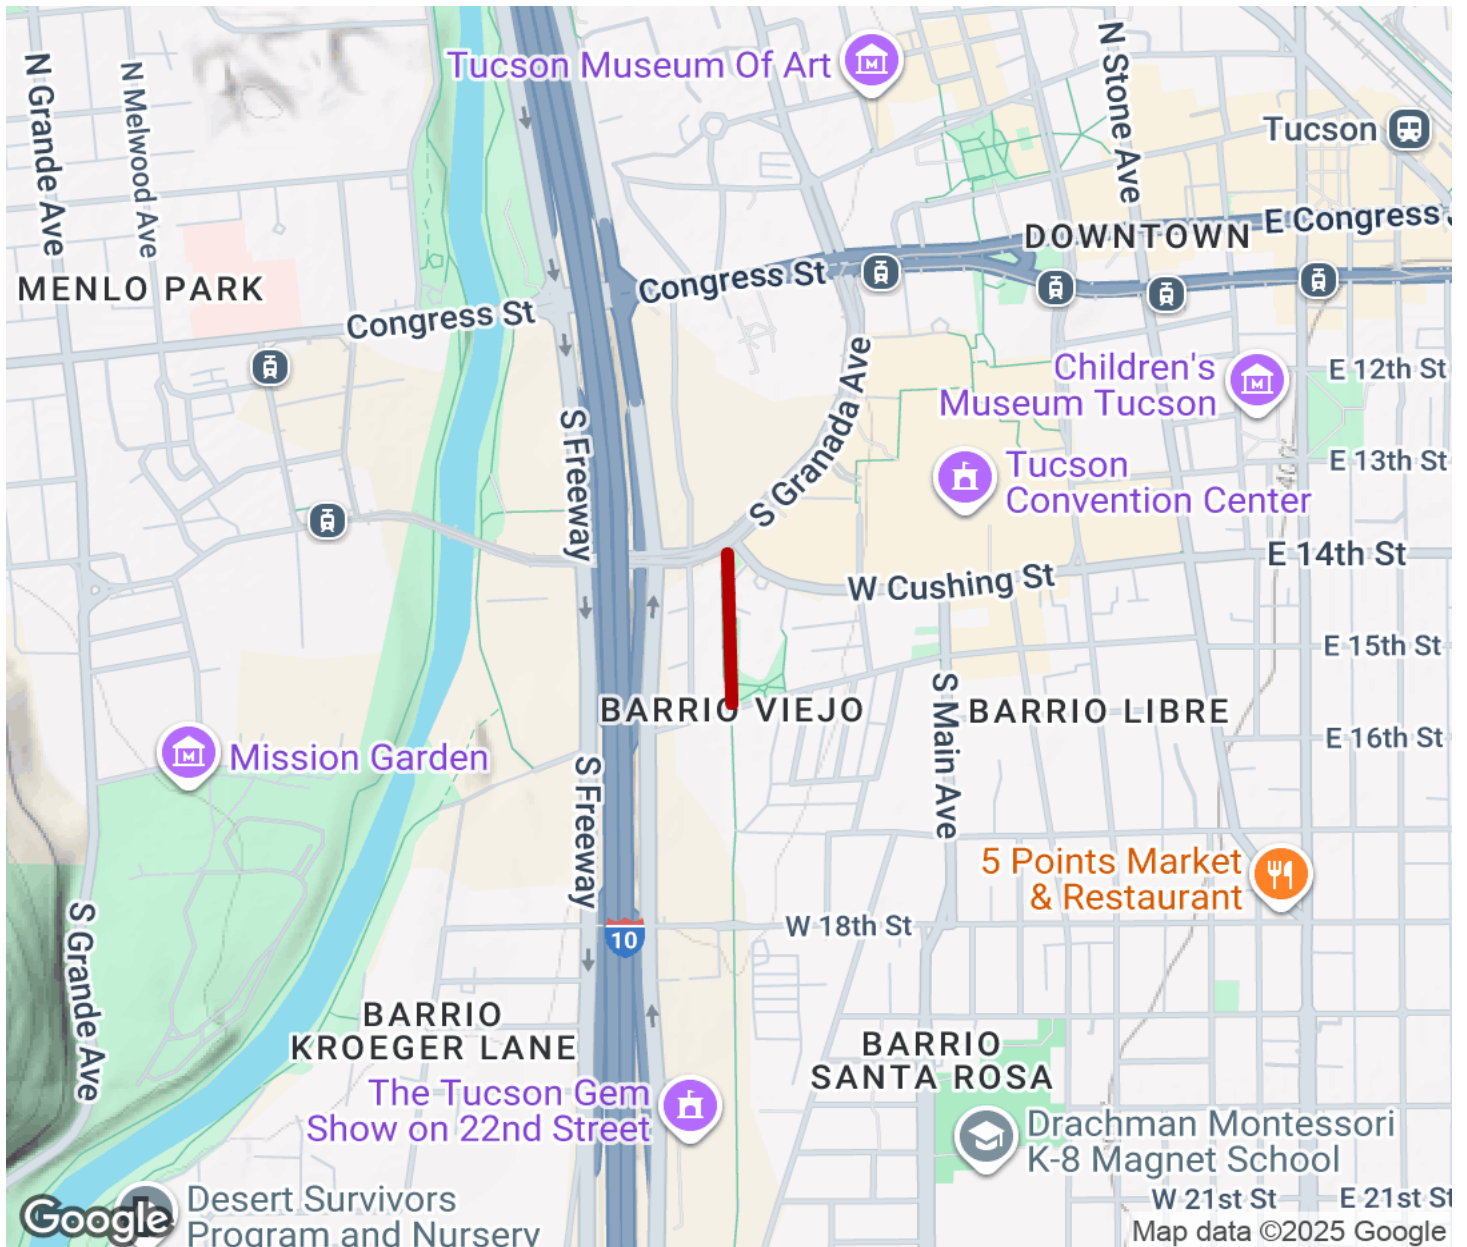 Tucson Museum Of Art
N Grande Ave
N Melwood Ave
N Stone Ave
Tucson
E Congress
DOWNTOWN
MENLO PARK
Congress St
Congress St
Children's
Museum Tucson
E 12th St
S Freeway
S Granada Ave
Tucson
Convention Center
E 13th St
E 14th St
W Cushing St
E 15th St
BARRIO VIEJO
S Main Ave
BARRIO LIBRE
E 16th St
Mission Garden
S Freeway
5 Points Market
& Restaurant
S Grande Ave
10
W 18th St
BARRIO
KROEGER LANE
BARRIO
SANTA ROSA
The Tucson Gem
Show on 22nd Street
Drachman Montessori
K-8 Magnet School
Desert Survivors
Program and Nursery
W 21st St
E 21st St
Google
Map data ©2025 Google